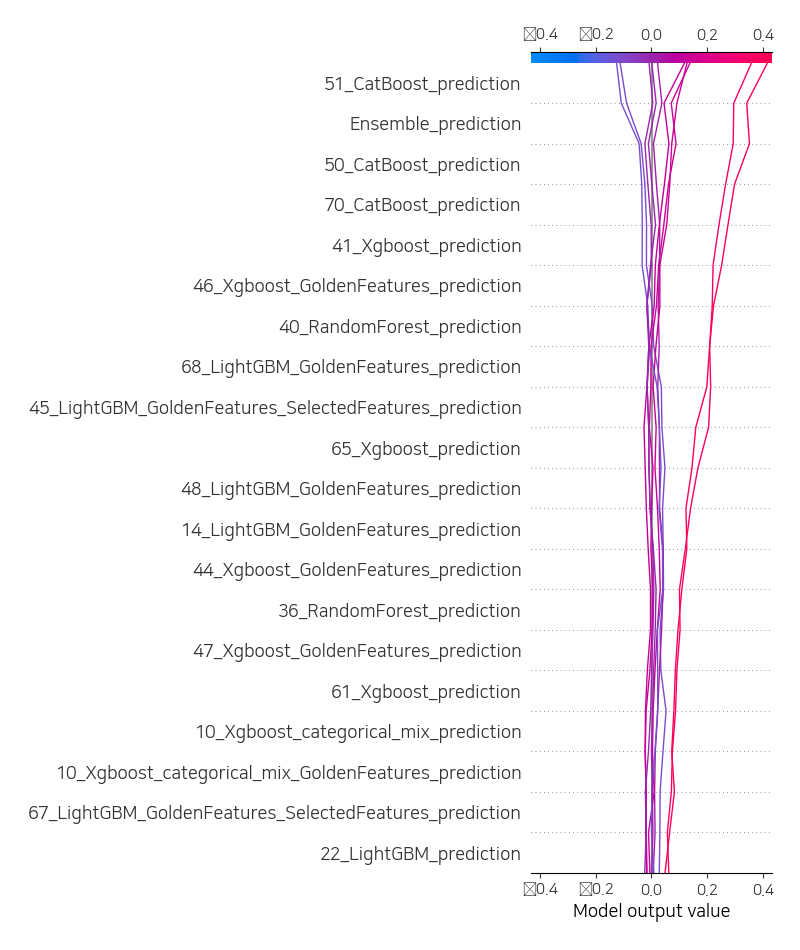 0.4 0.2 0.0 0.2 0.4
51_CatBoost_prediction
Ensemble_prediction
50_CatBoost_prediction
70_CatBoost_prediction
41_Xgboost_prediction
46_Xgboost_GoldenFeatures_prediction
40_RandomForest_prediction
68_LightGBM_GoldenFeatures_prediction
45_LightGBM_GoldenFeatures_SelectedFeatures_prediction
65_Xgboost_prediction
48_LightGBM_GoldenFeatures_prediction
14_LightGBM_GoldenFeatures_prediction
44_Xgboost_GoldenFeatures_prediction
36_RandomForest_prediction
47_Xgboost_GoldenFeatures_prediction
61_Xgboost_prediction
10_Xgboost_categorical_mix_prediction
10_Xgboost_categorical_mix_GoldenFeatures_prediction
67_LightGBM_GoldenFeatures_SelectedFeatures_prediction
22_LightGBM_prediction
0.4 0.2 0.0 0.2 0.4
Model output value